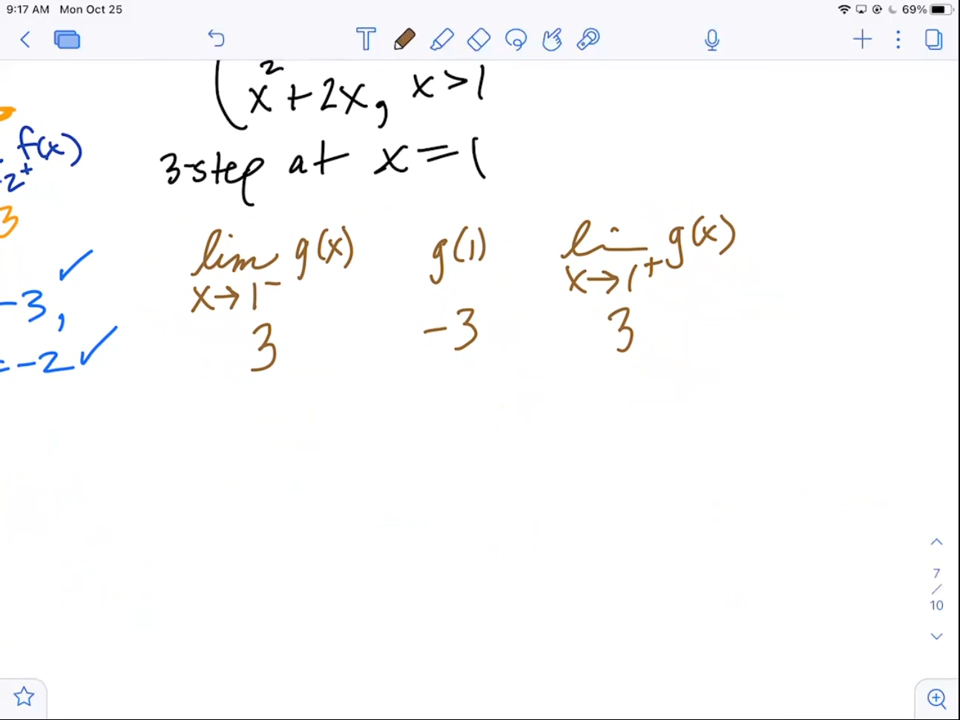 9:17 AM Mon Oct 25
69%
T
( x² + 2x, x > 1
f(x)
-2⁺
3
3-step at x = 1
lim g(x) g(1) lim g(x)
x → 1⁻ x → 1⁺
3 -3 3
-3, ✓
= -2 ✓
7
/
10